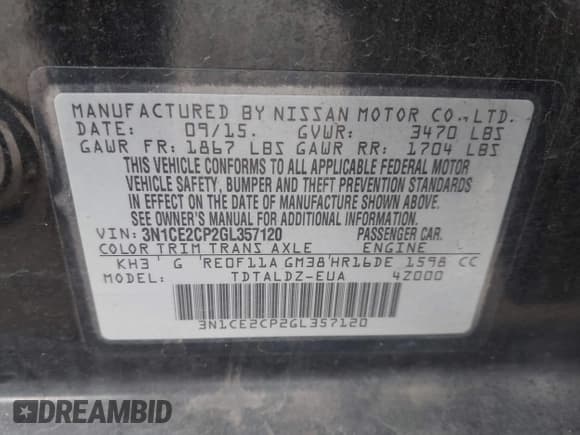 MANUFACTURED BY NISSAN MOTOR CO.,LTD.
DATE: 09/15. GVWR: 3470 LBS
GAWR FR: 1867 LBS GAWR RR: 1704 LBS
THIS VEHICLE CONFORMS TO ALL APPLICABLE FEDERAL MOTOR
VEHICLE SAFETY, BUMPER AND THEFT PREVENTION STANDARDS
IN EFFECT ON THE DATE OF MANUFACTURE SHOWN ABOVE.
SEE OWNER'S MANUAL FOR ADDITIONAL INFORMATION.
VIN: 3N1CE2CP2GL357120 PASSENGER CAR.
COLOR TRIM TRANS AXLE ENGINE
KH3 G RE0F11A GM38 HR16DE 1598 CC
MODEL: TDTALDZ-EUA 4Z000
3N1CE2CP2GL357120
DREAMBID